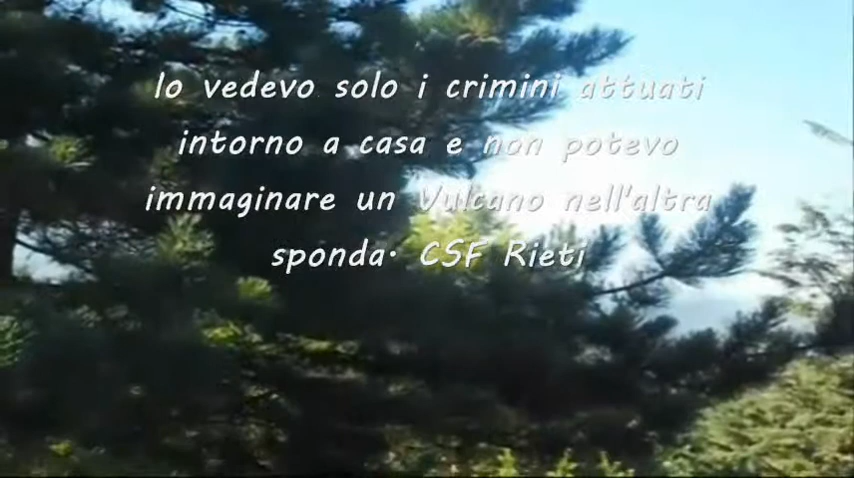 Io vedevo solo i crimini attuati
intorno a casa e non potevo
immaginare un Vulcano nell'altra
sponda. CSF Rieti